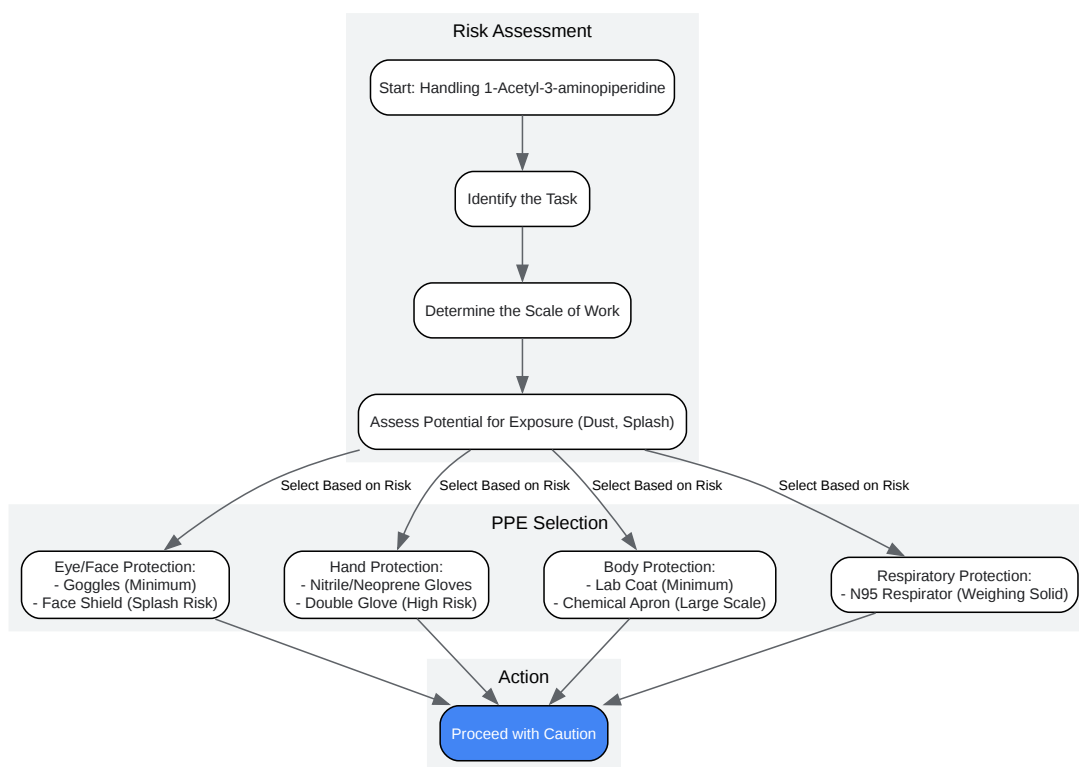 Risk Assessment
Start: Handling 1-Acetyl-3-aminopiperidine
Identify the Task
Determine the Scale of Work
Assess Potential for Exposure (Dust, Splash)
Select Based on Risk
Select Based on Risk
Select Based on Risk
Select Based on Risk
PPE Selection
Eye/Face Protection:
- Goggles (Minimum)
- Face Shield (Splash Risk)
Hand Protection:
- Nitrile/Neoprene Gloves
- Double Glove (High Risk)
Body Protection:
- Lab Coat (Minimum)
- Chemical Apron (Large Scale)
Respiratory Protection:
- N95 Respirator (Weighing Solid)
Action
Proceed with Caution